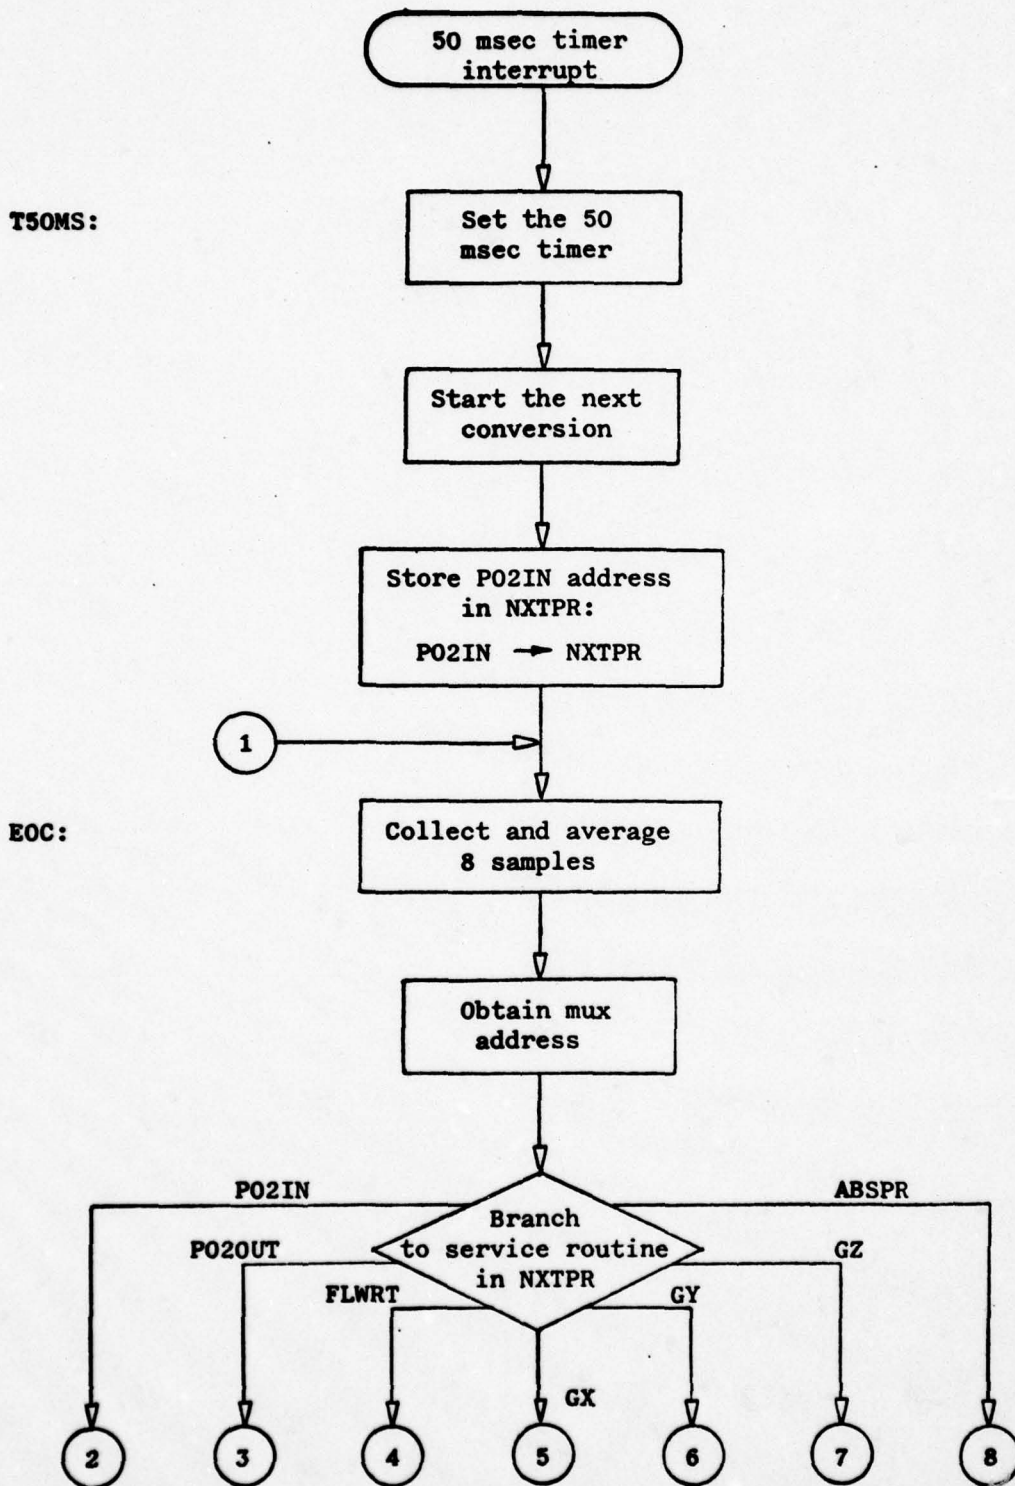 50 msec timer
interrupt
T50MS:
Set the 50
msec timer
Start the next
conversion
Store PO2IN address
in NXTPR:
PO2IN → NXTPR
1
EOC:
Collect and average
8 samples
Obtain mux
address
PO2IN
ABSPR
Branch
to service routine
in NXTPR
PO2OUT
GZ
FLWRT
GY
GX
2
3
4
5
6
7
8